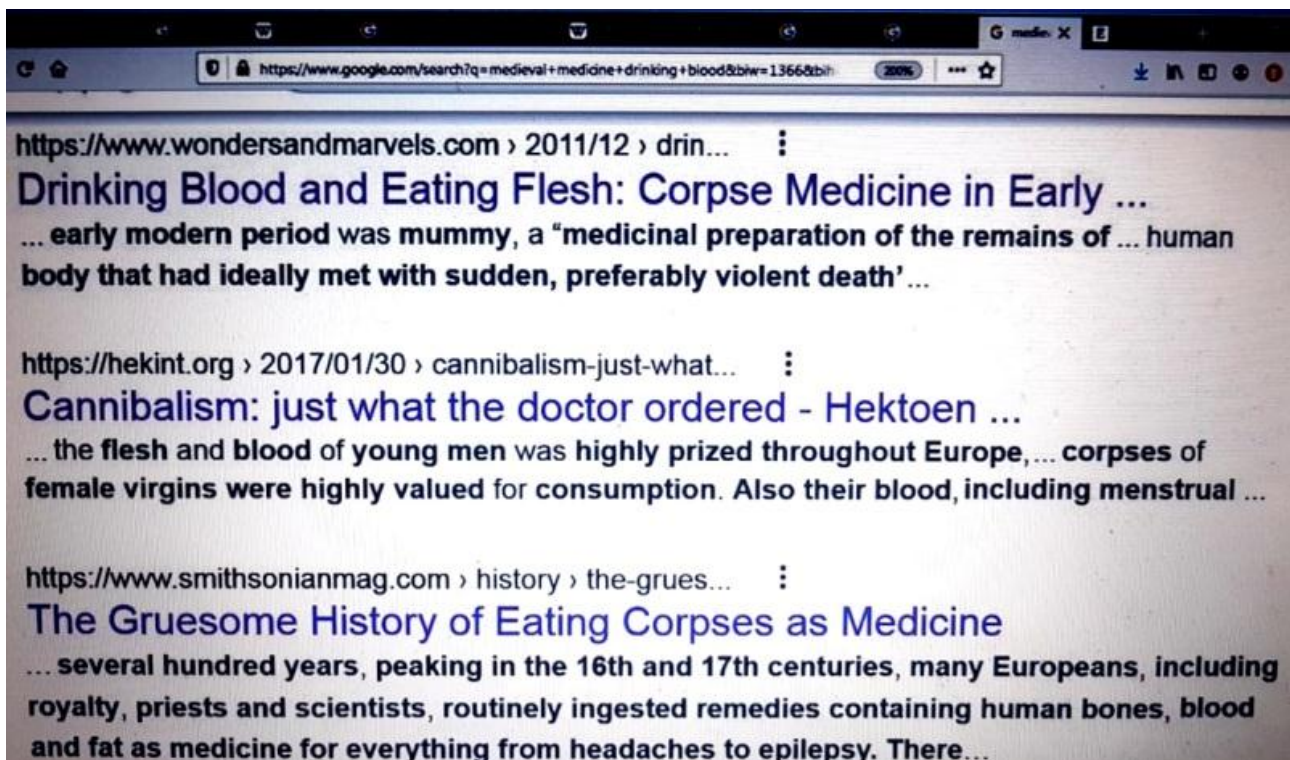 G medie X
https://www.google.com/search?q=medieval+medicine+drinking+blood&biw=1366&bih 200% ...
https://www.wondersandmarvels.com › 2011/12 › drin...
Drinking Blood and Eating Flesh: Corpse Medicine in Early ...
... early modern period was mummy, a “medicinal preparation of the remains of ... human
body that had ideally met with sudden, preferably violent death’...
https://hekint.org › 2017/01/30 › cannibalism-just-what...
Cannibalism: just what the doctor ordered - Hektoen ...
... the flesh and blood of young men was highly prized throughout Europe,... corpses of
female virgins were highly valued for consumption. Also their blood, including menstrual ...
https://www.smithsonianmag.com › history › the-grues...
The Gruesome History of Eating Corpses as Medicine
... several hundred years, peaking in the 16th and 17th centuries, many Europeans, including
royalty, priests and scientists, routinely ingested remedies containing human bones, blood
and fat as medicine for everything from headaches to epilepsy. There...